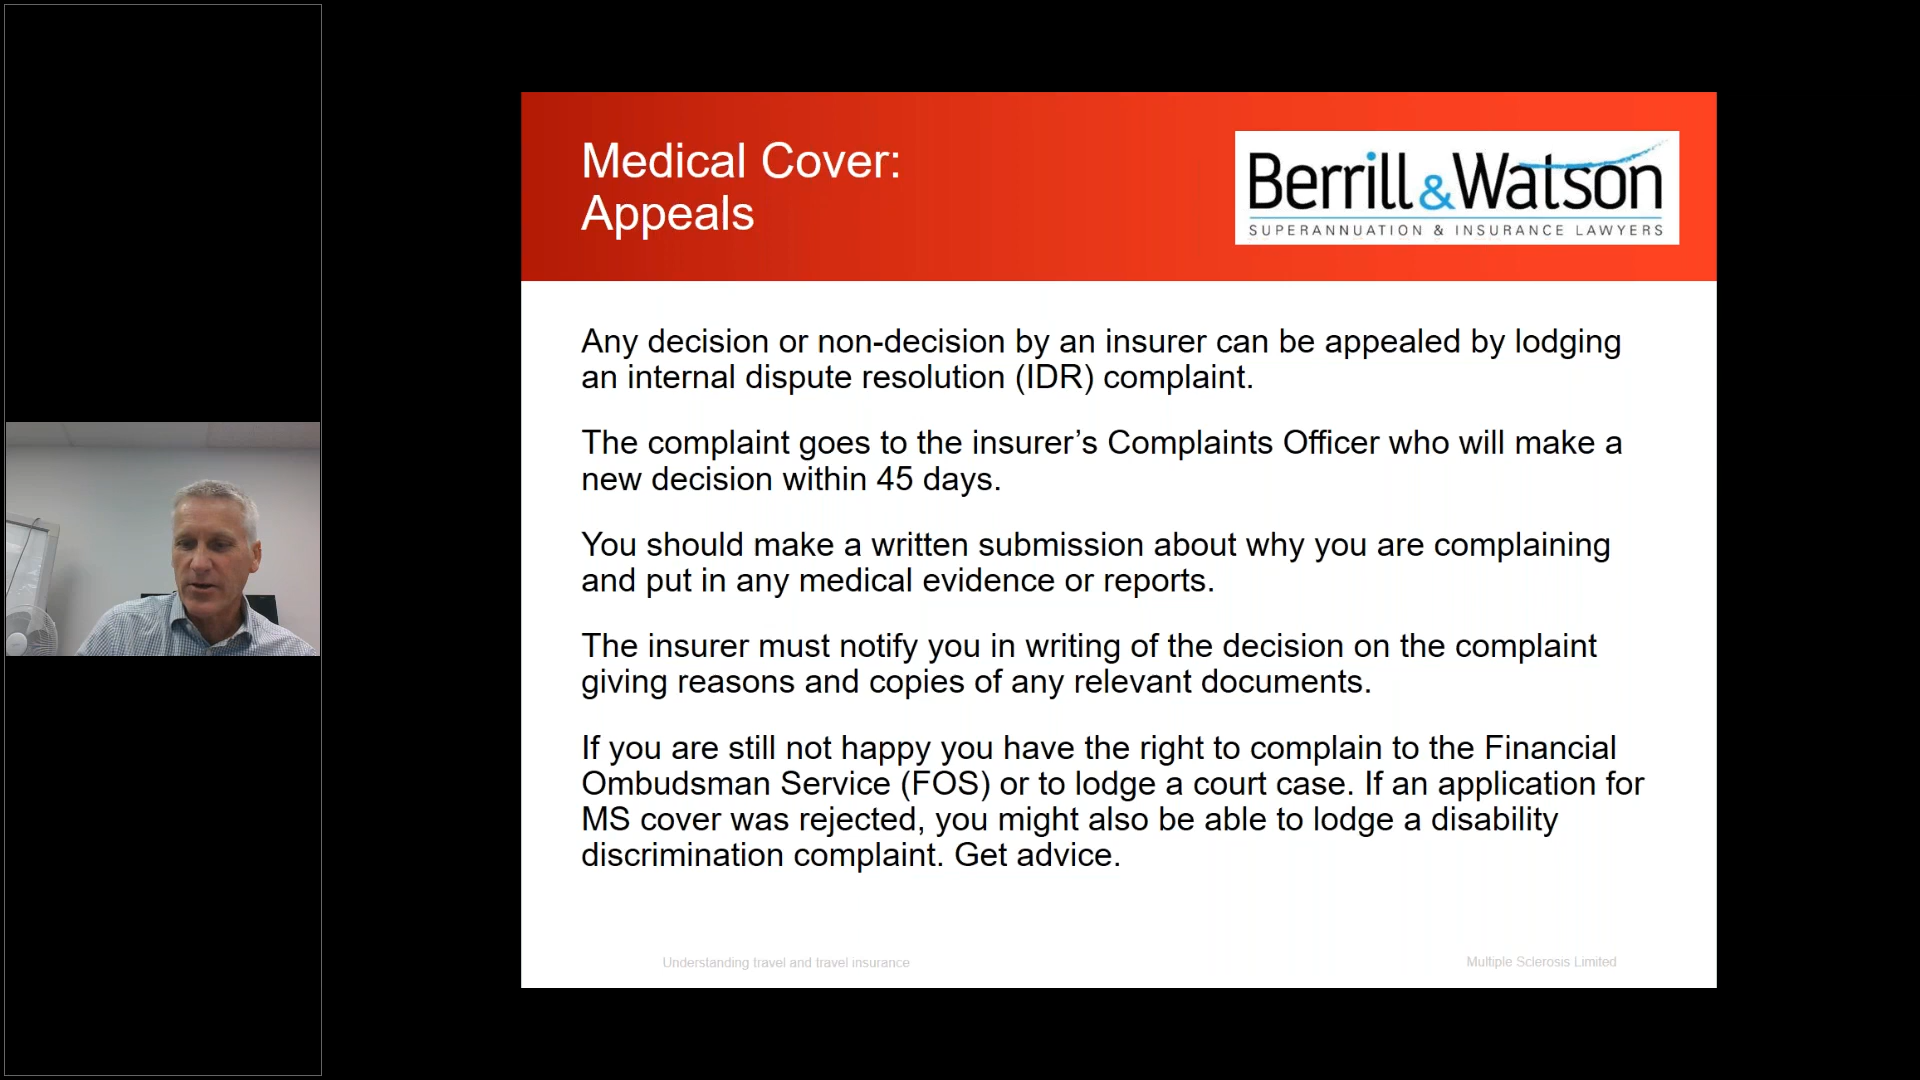 Medical Cover:
Appeals
Berrill & Watson
SUPERANNUATION & INSURANCE LAWYERS
Any decision or non-decision by an insurer can be appealed by lodging
an internal dispute resolution (IDR) complaint.
The complaint goes to the insurer’s Complaints Officer who will make a
new decision within 45 days.
You should make a written submission about why you are complaining
and put in any medical evidence or reports.
The insurer must notify you in writing of the decision on the complaint
giving reasons and copies of any relevant documents.
If you are still not happy you have the right to complain to the Financial
Ombudsman Service (FOS) or to lodge a court case. If an application for
MS cover was rejected, you might also be able to lodge a disability
discrimination complaint. Get advice.
Understanding travel and travel insurance
Multiple Sclerosis Limited